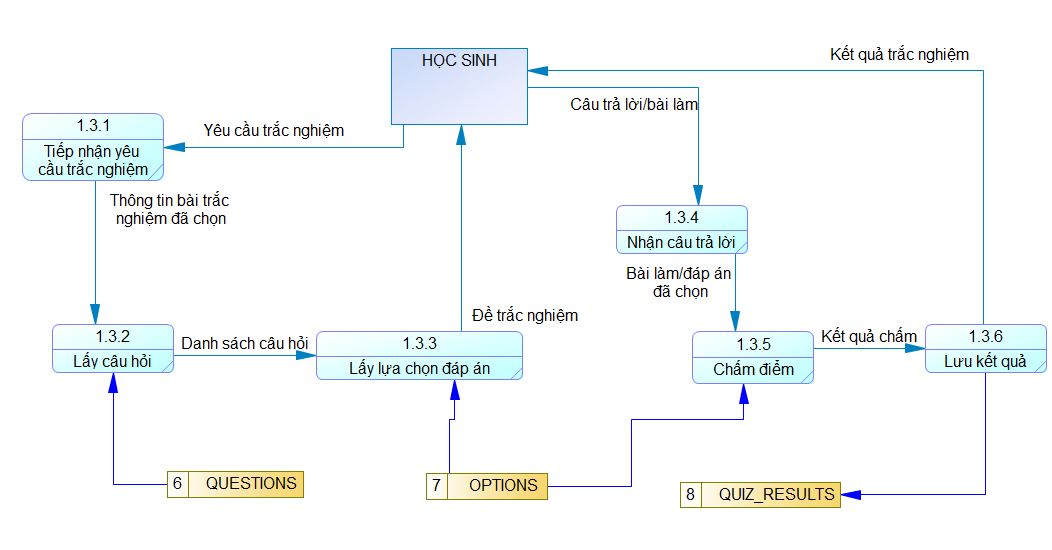 HỌC SINH
Kết quả trắc nghiệm
Câu trả lời/bài làm
1.3.1
Tiếp nhận yêu
cầu trắc nghiệm
Yêu cầu trắc nghiệm
Thông tin bài trắc
nghiệm đã chọn
1.3.4
Nhận câu trả lời
Bài làm/đáp án
đã chọn
1.3.2
Lấy câu hỏi
Danh sách câu hỏi
Đề trắc nghiệm
1.3.3
Lấy lựa chọn đáp án
1.3.5
Chấm điểm
Kết quả chấm
1.3.6
Lưu kết quả
6 QUESTIONS
7 OPTIONS
8 QUIZ_RESULTS